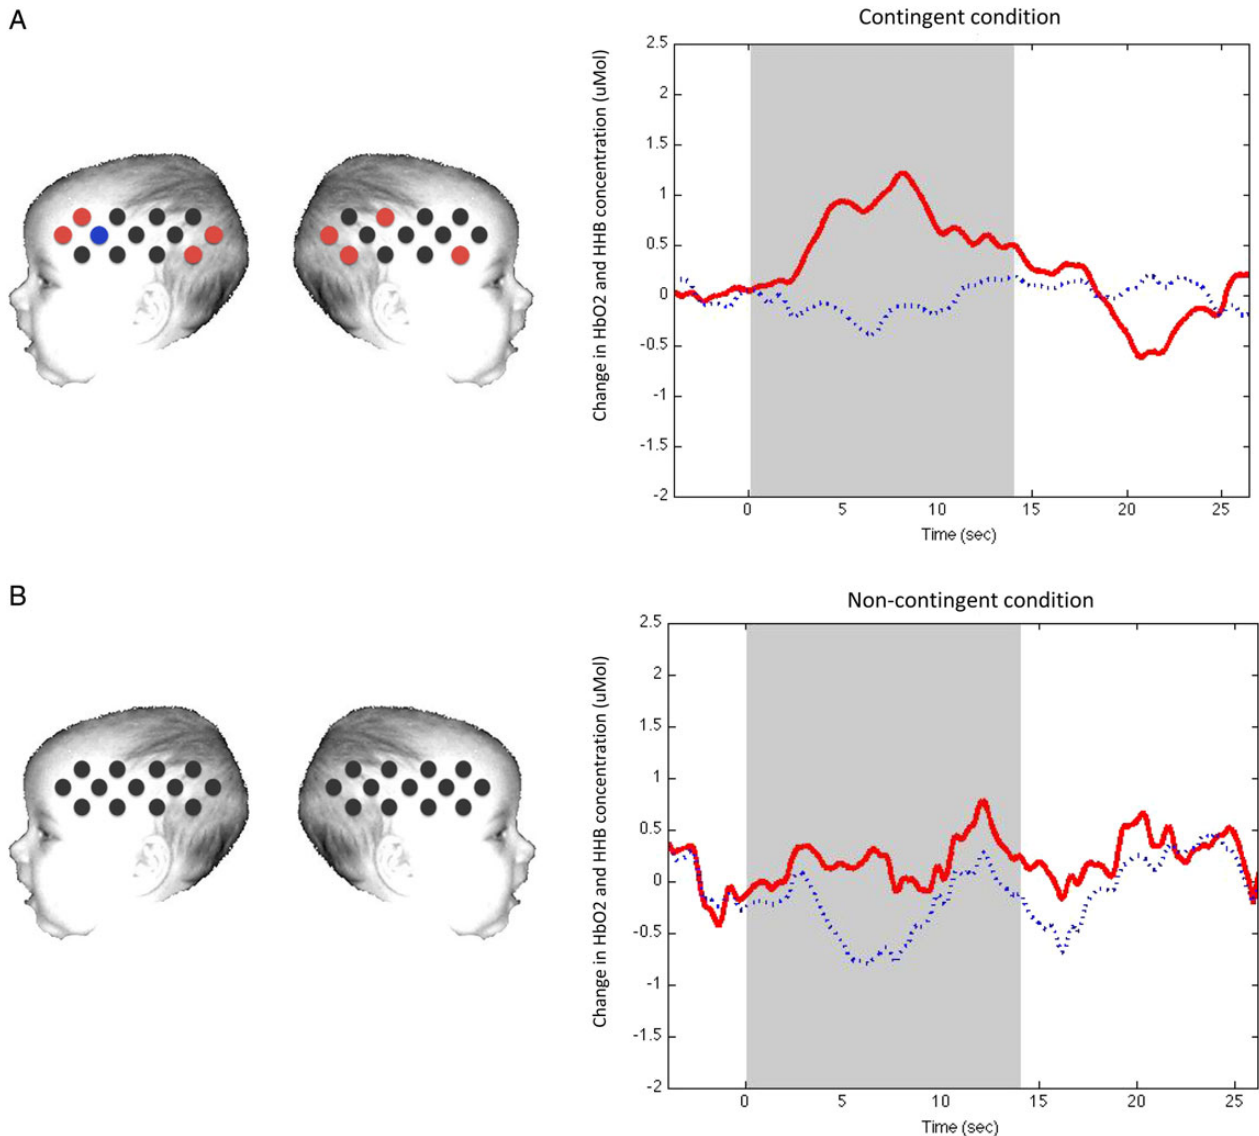 A
Contingent condition
Change in HbO2 and HHB concentration (uMol)
2.5
2
1.5
1
0.5
0
-0.5
-1
-1.5
-2
0 5 10 15 20 25
Time (sec)
B
Non-contingent condition
Change in HbO2 and HHB concentration (uMol)
2.5
2
1.5
1
0.5
0
-0.5
-1
-1.5
-2
0 5 10 15 20 25
Time (sec)